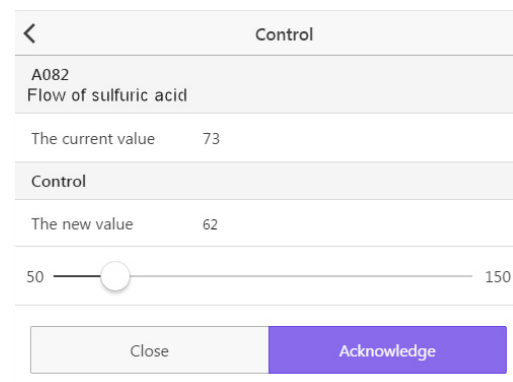 Control
A082
Flow of sulfuric acid
The current value 73
Control
The new value 62
50 150
Close Acknowledge